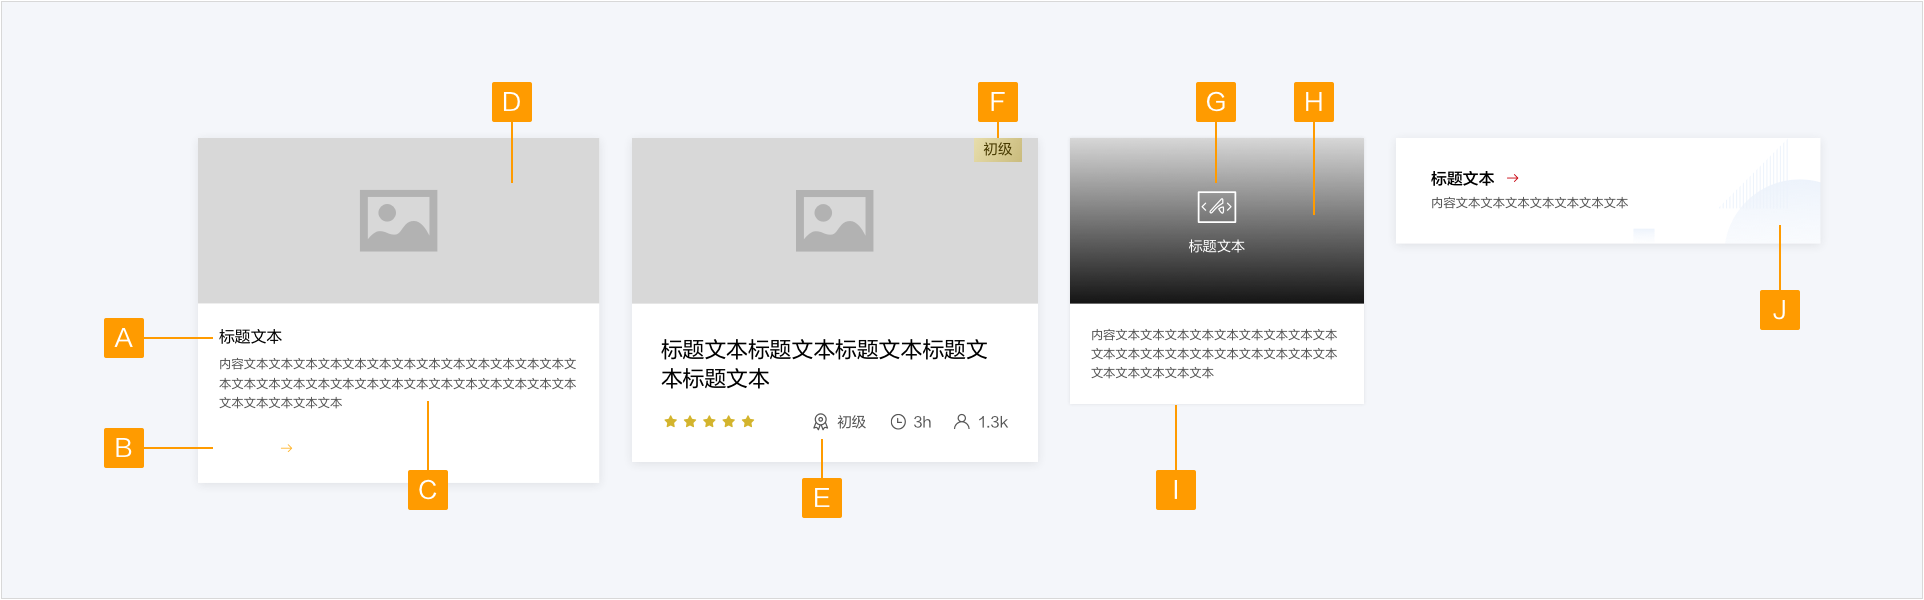 D
F
G
H
初级
标题文本
内容文本文本文本文本文本文本文本
标题文本
J
A
标题文本
内容文本文本文本文本文本文本文本文本文本文本文本文本文本文
本文本文本文本文本文本文本文本文本文本文本文本文本文本文本
文本文本文本文本文本
B
C
标题文本标题文本标题文本标题文
本标题文本
初级 3h 1.3k
E
内容文本文本文本文本文本文本文本文本文本
文本文本文本文本文本文本文本文本文本文本
文本文本文本文本文本
I